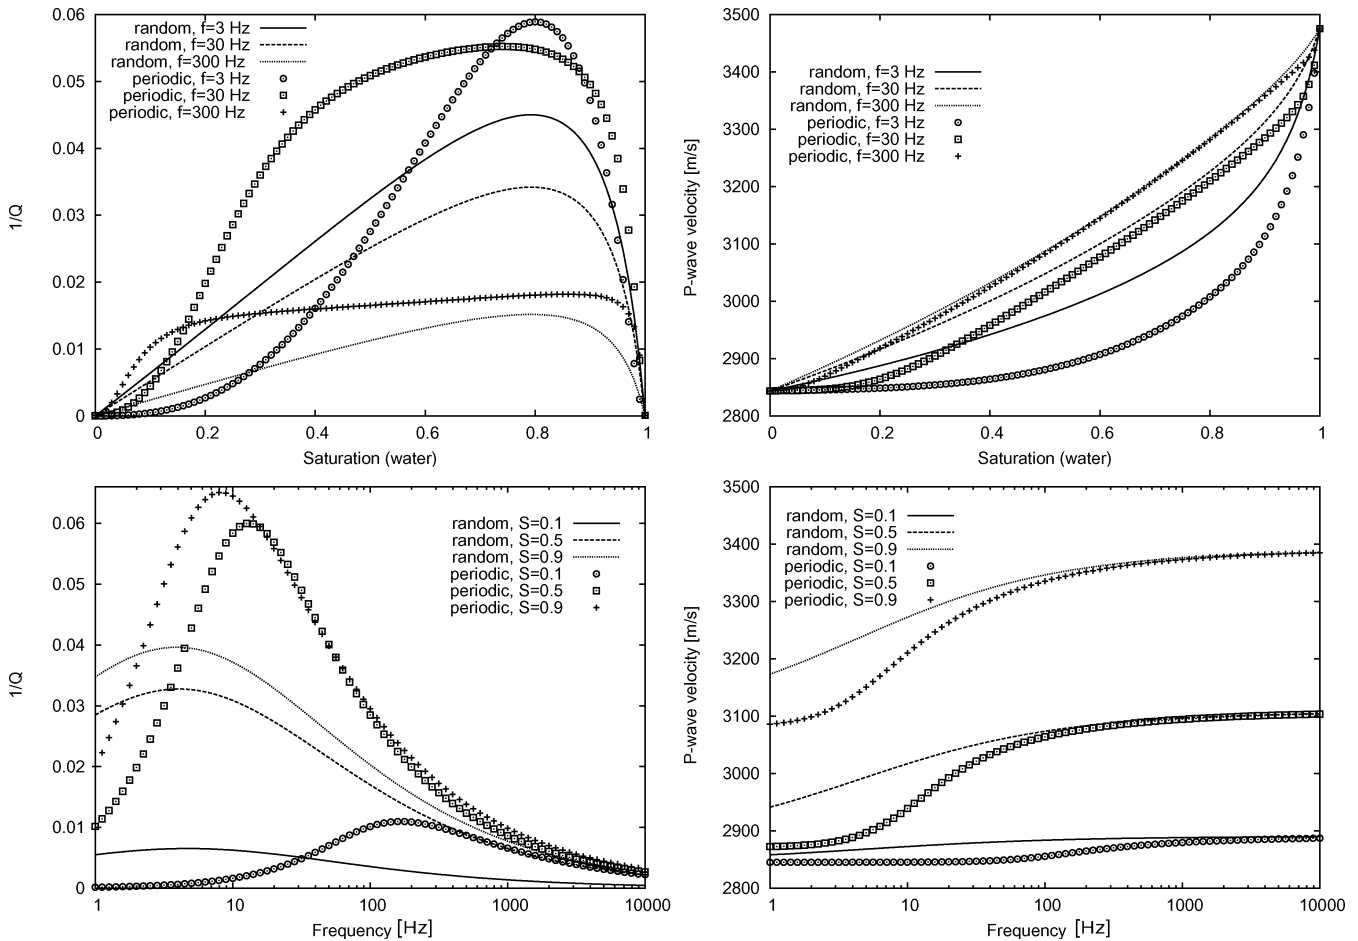 0.06
0.05
0.04
0.03
0.02
0.01
0
1/Q
random, f=3 Hz
random, f=30 Hz
random, f=300 Hz
periodic, f=3 Hz
periodic, f=30 Hz
periodic, f=300 Hz
0 0.2 0.4 0.6 0.8 1
Saturation (water)
3500
3400
3300
3200
3100
3000
2900
2800
P-wave velocity [m/s]
random, f=3 Hz
random, f=30 Hz
random, f=300 Hz
periodic, f=3 Hz
periodic, f=30 Hz
periodic, f=300 Hz
0 0.2 0.4 0.6 0.8 1
Saturation (water)
0.06
0.05
0.04
0.03
0.02
0.01
0
1/Q
random, S=0.1
random, S=0.5
random, S=0.9
periodic, S=0.1
periodic, S=0.5
periodic, S=0.9
1 10 100 1000 10000
Frequency [Hz]
3500
3400
3300
3200
3100
3000
2900
2800
P-wave velocity [m/s]
random, S=0.1
random, S=0.5
random, S=0.9
periodic, S=0.1
periodic, S=0.5
periodic, S=0.9
1 10 100 1000 10000
Frequency [Hz]